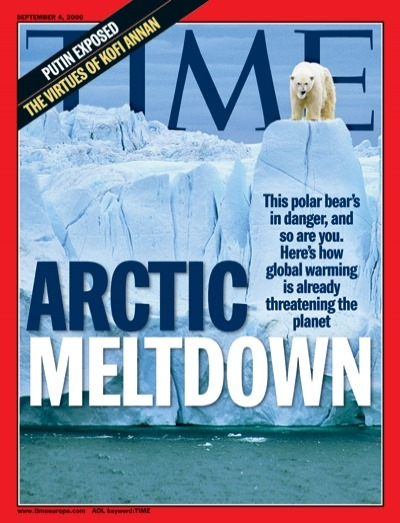 SEPTEMBER 4, 2000
PUTIN EXPOSED
THE VIRTUES OF KOFI ANNAN
TIME
This polar bear's
in danger, and
so are you.
Here's how
global warming
is already
threatening the
planet
ARCTIC
MELTDOWN
www.timeeurope.com AOL keyword:TIME